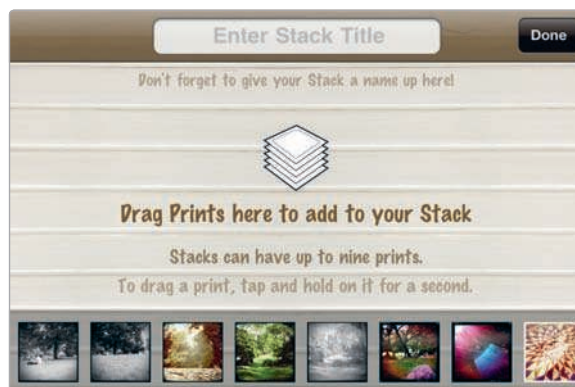 Enter Stack Title
Done
Don't forget to give your Stack a name up here!
Drag Prints here to add to your Stack
Stacks can have up to nine prints.
To drag a print, tap and hold on it for a second.